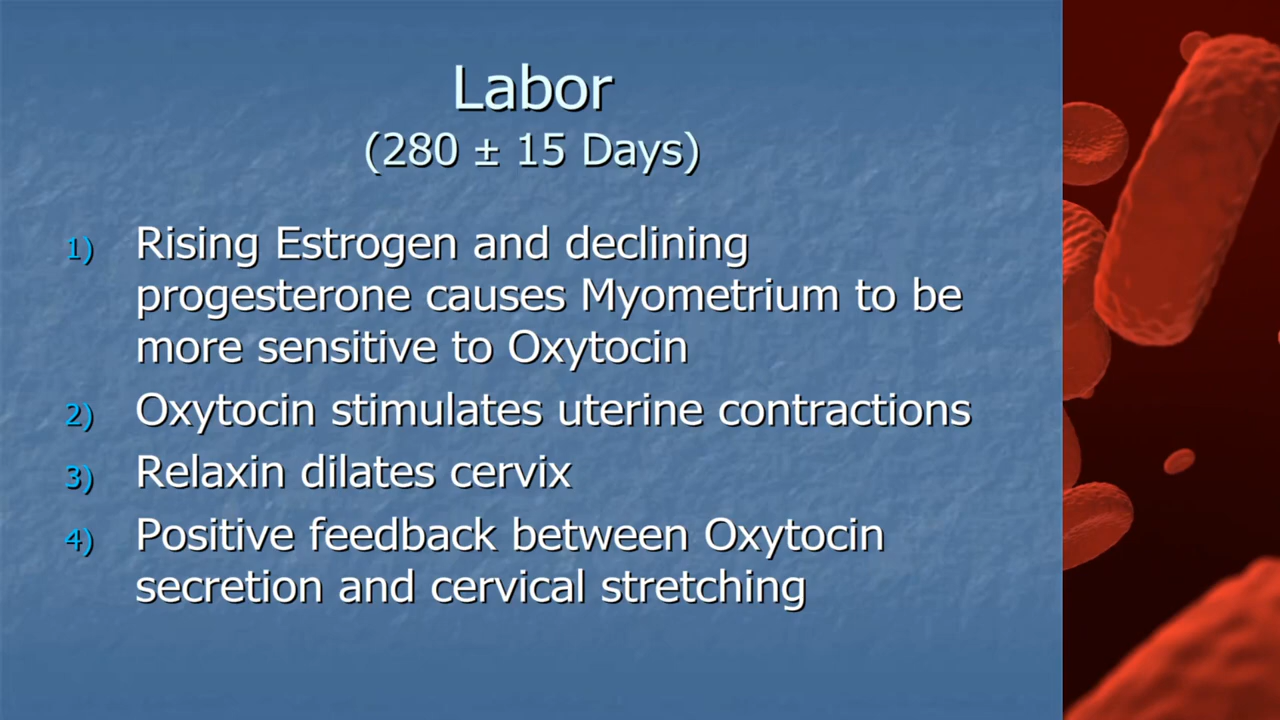 Labor
(280 ± 15 Days)
1) Rising Estrogen and declining
progesterone causes Myometrium to be
more sensitive to Oxytocin
2) Oxytocin stimulates uterine contractions
3) Relaxin dilates cervix
4) Positive feedback between Oxytocin
secretion and cervical stretching